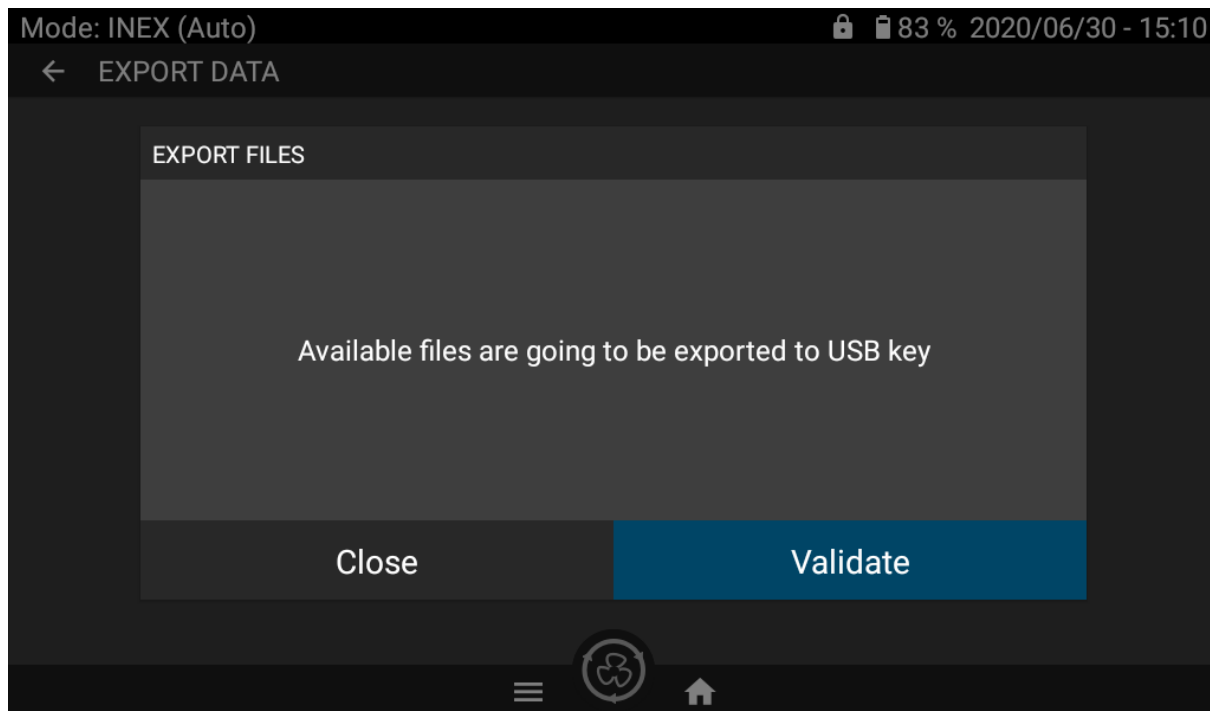 Mode: INEX (Auto) 83 % 2020/06/30 - 15:10
EXPORT DATA
EXPORT FILES
Available files are going to be exported to USB key
Close Validate